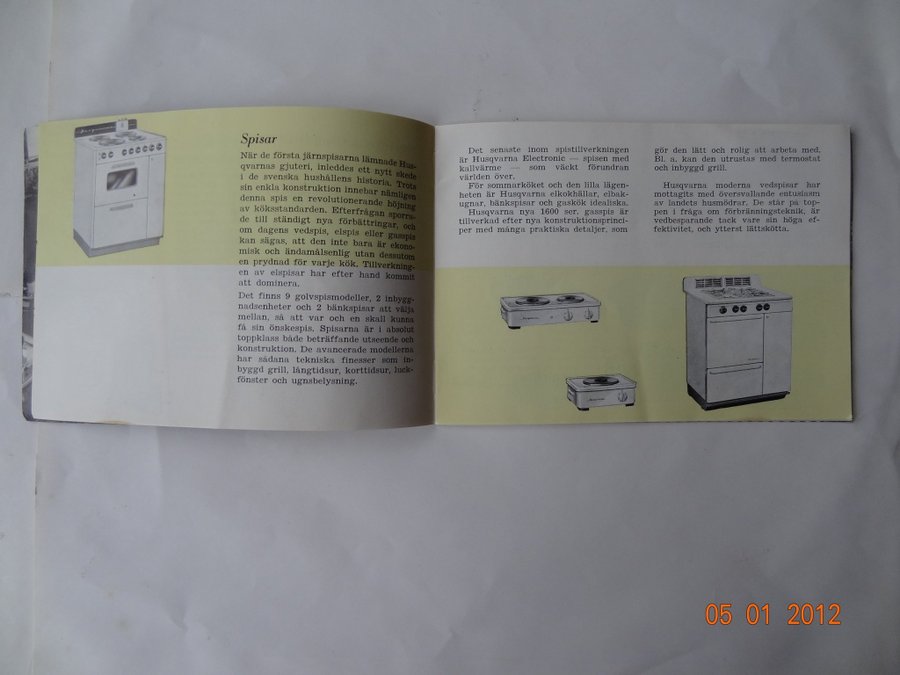 Spisar
När de första järnspisarna lämnade Hus-
qvarnas gjuteri, inleddes ett nytt skede
i de svenska hushållens historia. Trots
sin enkla konstruktion innebar nämligen
denna spis en revolutionerande höjning
av köksstandarden. Efterfrågan sporra-
de till ständigt nya förbättringar, och
om dagens vedspis, elspis eller gasspis
kan sägas, att den inte bara är ekono-
misk och ändamålsenlig utan dessutom
en prydnad för varje kök. Tillverkning-
en av elspisar har efter hand kommit
att dominera.
Det finns 9 golvspismodeller, 2 inbygg-
nadsenheter och 2 bänkspisar att välja
mellan, så att var och en skall kunna
få sin önskespis. Spisarna är i absolut
toppklass både beträffande utseende och
konstruktion. De avancerade modellerna
har sådana tekniska finesser som in-
byggd grill, långtidsur, korttidsur, luck-
fönster och ugnsbelysning.
Det senaste inom spistillverkningen
är Husqvarna Electronic — spisen med
kallvärme — som väckt förundran
världen över.
För sommarköket och den lilla lägen-
heten är Husqvarna elkokhällar, elbak-
ugnar, bänkspisar och gaskök idealiska.
Husqvarna nya 1600 ser. gasspis är
tillverkad efter nya konstruktionsprinci-
per med många praktiska detaljer, som
gör den lätt och rolig att arbeta med.
Bl. a. kan den utrustas med termostat
och inbyggd grill.
Husqvarna moderna vedspisar har
mottagits med översvallande entusiasm
av landets husmödrar. De står på top-
pen i fråga om förbränningsteknik, är
vedbesparande tack vare sin höga ef-
fektivitet, och ytterst lättskötta.
05 01 2012